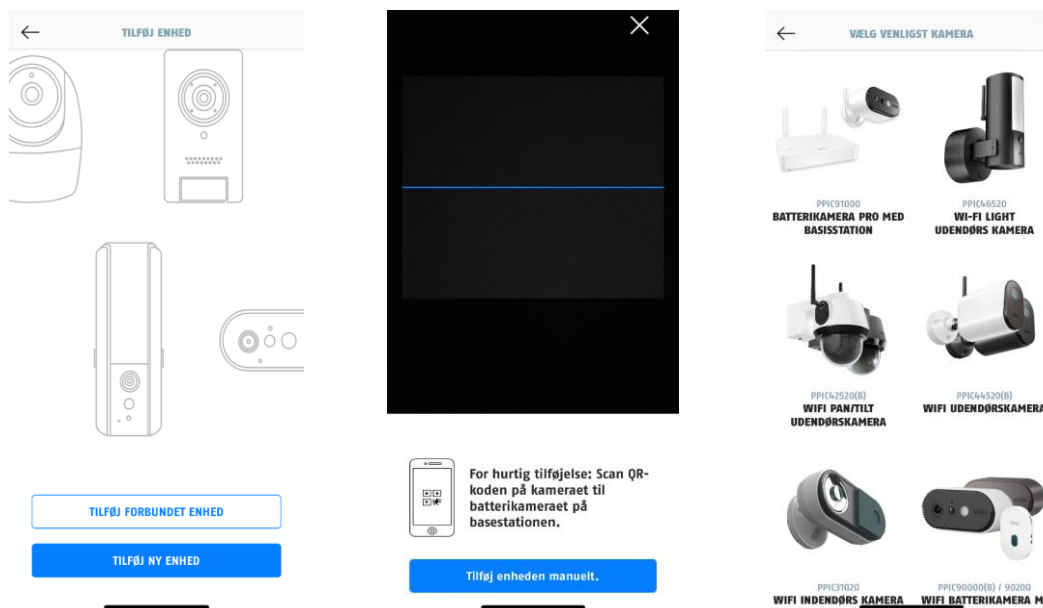 TILFØJ ENHED
TILFØJ FORBUNDET ENHED
TILFØJ NY ENHED
For hurtig tilføjelse: Scan QR-
koden på kameraet til
batterikameraet på
basestationen.
Tilføj enheden manuelt.
VÆLG VENLIGST KAMERA
PPIC91000
BATTERIKAMERA PRO MED
BASISSTATION
PPIC46520
WI-FI LIGHT
UDENDØRS KAMERA
PPIC42520(B)
WIFI PAN/TILT
UDENDØRSKAMERA
PPIC44520(B)
WIFI UDENDØRSKAMERA
PPIC31020
WIFI INDENDØRS KAMERA
PPIC90000(B) / 90200
WIFI BATTERIKAMERA M